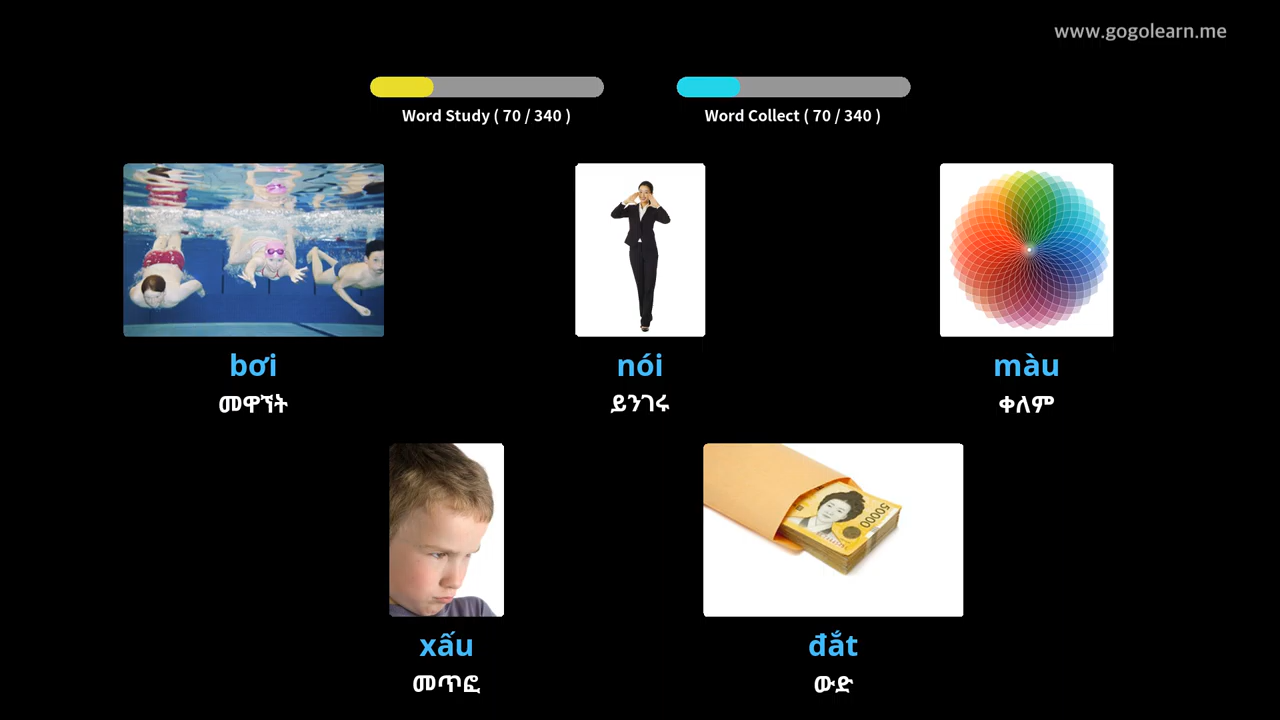 www.gogolearn.me
Word Study ( 70 / 340 )
Word Collect ( 70 / 340 )
bơi
መዋኘት
nói
ይንገሩ
màu
ቀለም
xấu
መጥፎ
đắt
ውድ
50000